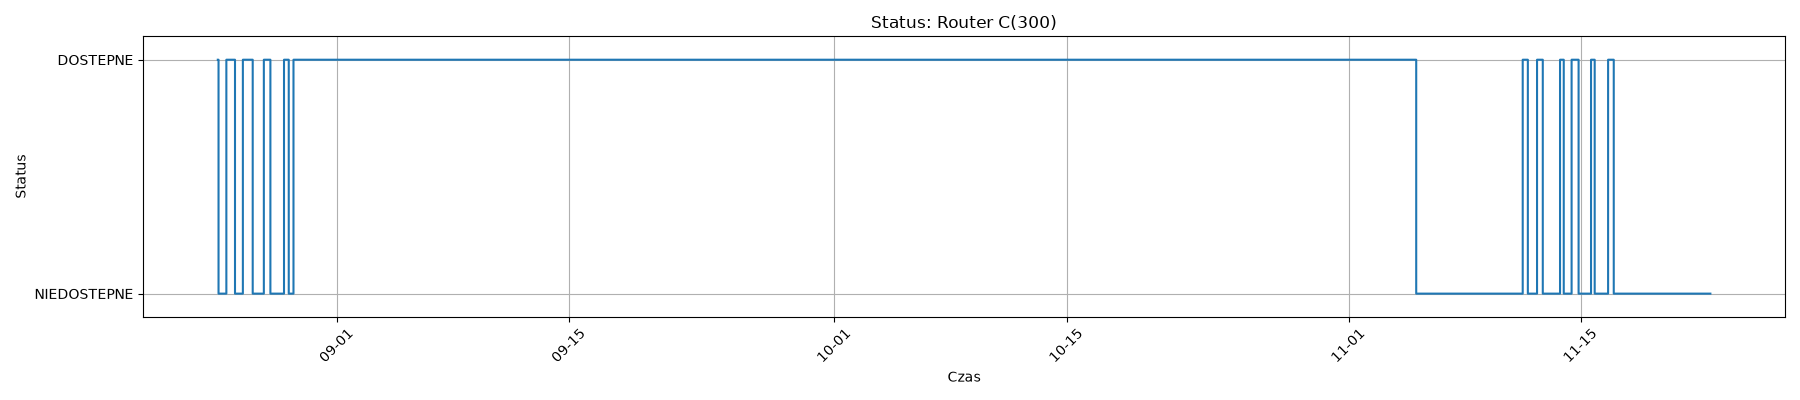 Status: Router C(300)
DOSTEPNE
NIEDOSTEPNE
Status
09-01
09-15
10-01
10-15
11-01
11-15
Czas